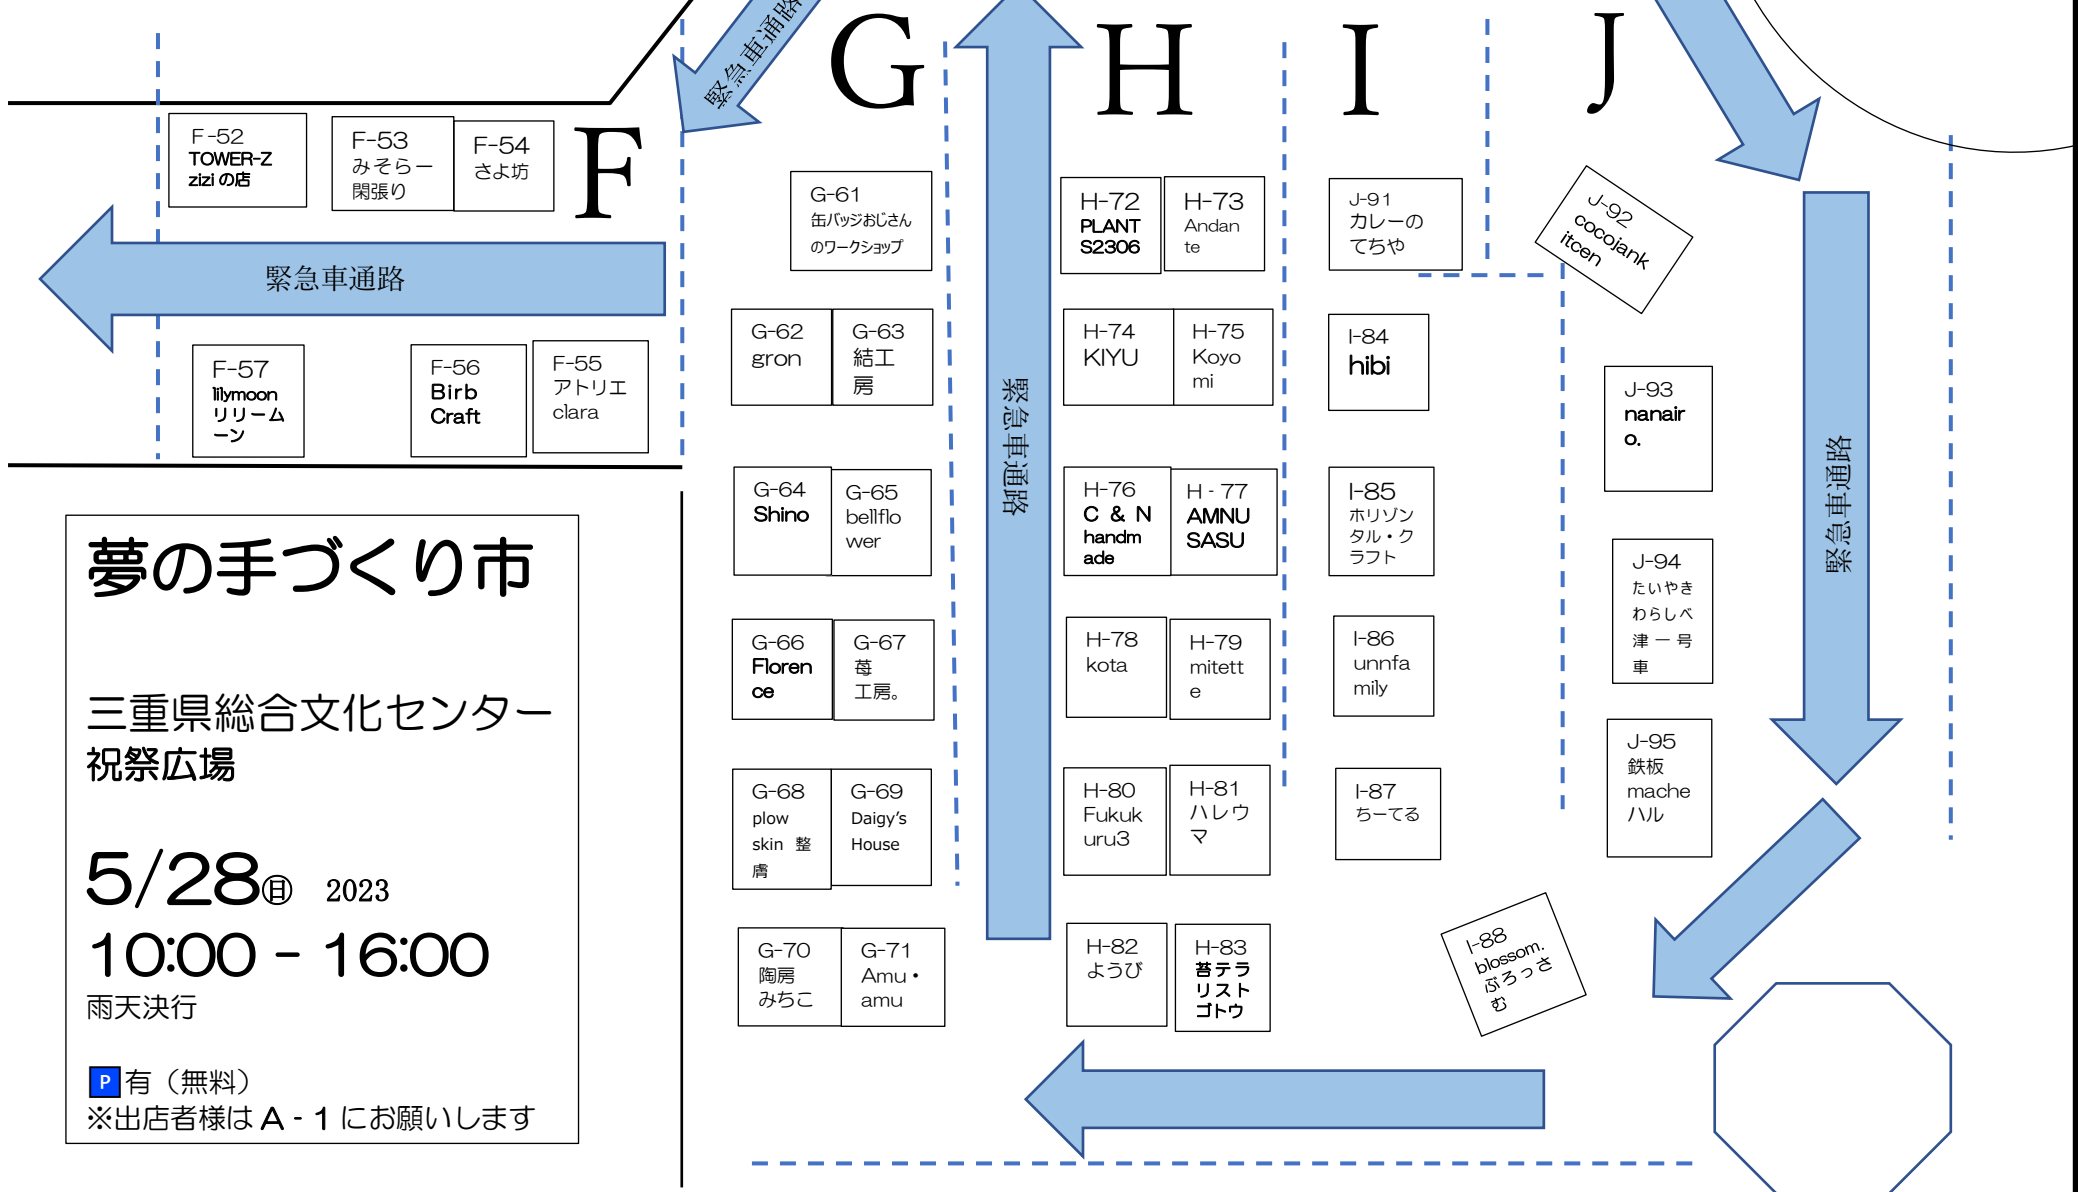 緊急車通路
G
H
I
J
F
F-52
TOWER-Z
ziziの店
F-53
みそらー
閑張り
F-54
さよ坊
緊急車通路
F-57
lilymoon
リリーム
ーン
F-56
Birb
Craft
F-55
アトリエ
clara
G-61
缶バッジおじさん
のワークショップ
G-62
gron
G-63
結工
房
G-64
Shino
G-65
bellflo
wer
G-66
Floren
ce
G-67
苺
工房。
G-68
plow
skin 整
膚
G-69
Daigy's
House
G-70
陶房
みちこ
G-71
Amu・
amu
緊急車通路
H-72
PLANT
S2306
H-73
Andan
te
H-74
KIYU
H-75
Koyo
mi
H-76
C & N
handm
ade
H - 77
AMNU
SASU
H-78
kota
H-79
mitett
e
H-80
Fukuk
uru3
H-81
ハレウ
マ
H-82
ようび
H-83
苔テラ
リスト
ゴトウ
J-91
カレーの
てちや
I-84
hibi
I-85
ホリゾン
タル・ク
ラフト
I-86
unnfa
mily
I-87
ちーてる
I-88
blossom.
ぶろっさ
む
J-92
cocojank
itcen
J-93
nanair
o.
J-94
たいやき
わらしべ
津一号
車
J-95
鉄板
mache
ハル
緊急車通路
夢の手づくり市
三重県総合文化センター
祝祭広場
5/28㊐ 2023
10:00 - 16:00
雨天決行
P有（無料）
※出店者様は A - 1 にお願いします